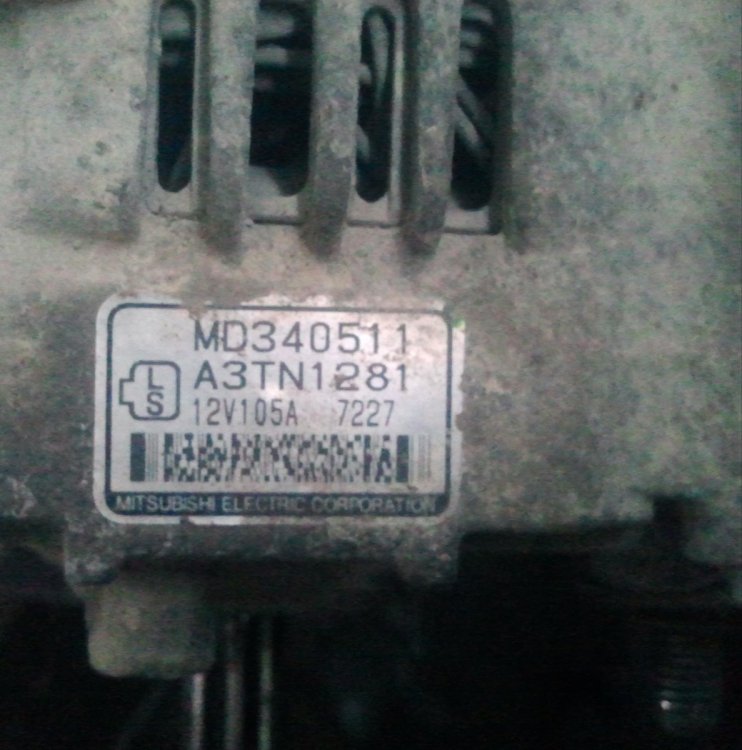 MD340511
A3TN1281
L
S
12V105A 7227
MITSUBISHI ELECTRIC CORPORATION